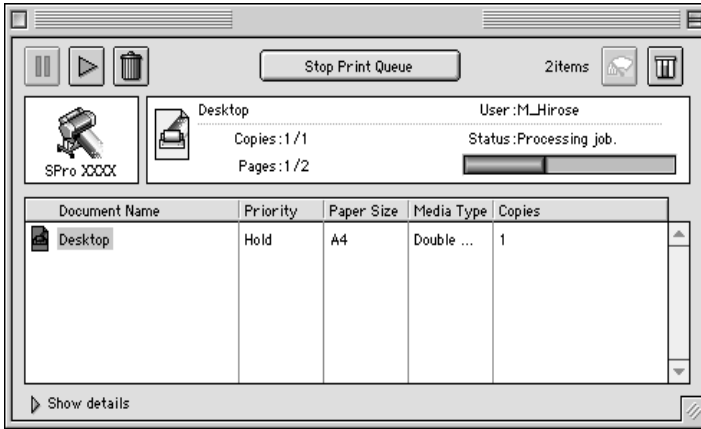 Stop Print Queue
2items
Desktop
User:M_Hirose
Copies:1/1
Status:Processing job.
SPro XXXX
Pages:1/2
Document Name Priority Paper Size Media Type Copies
Desktop Hold A4 Double ... 1
Show details